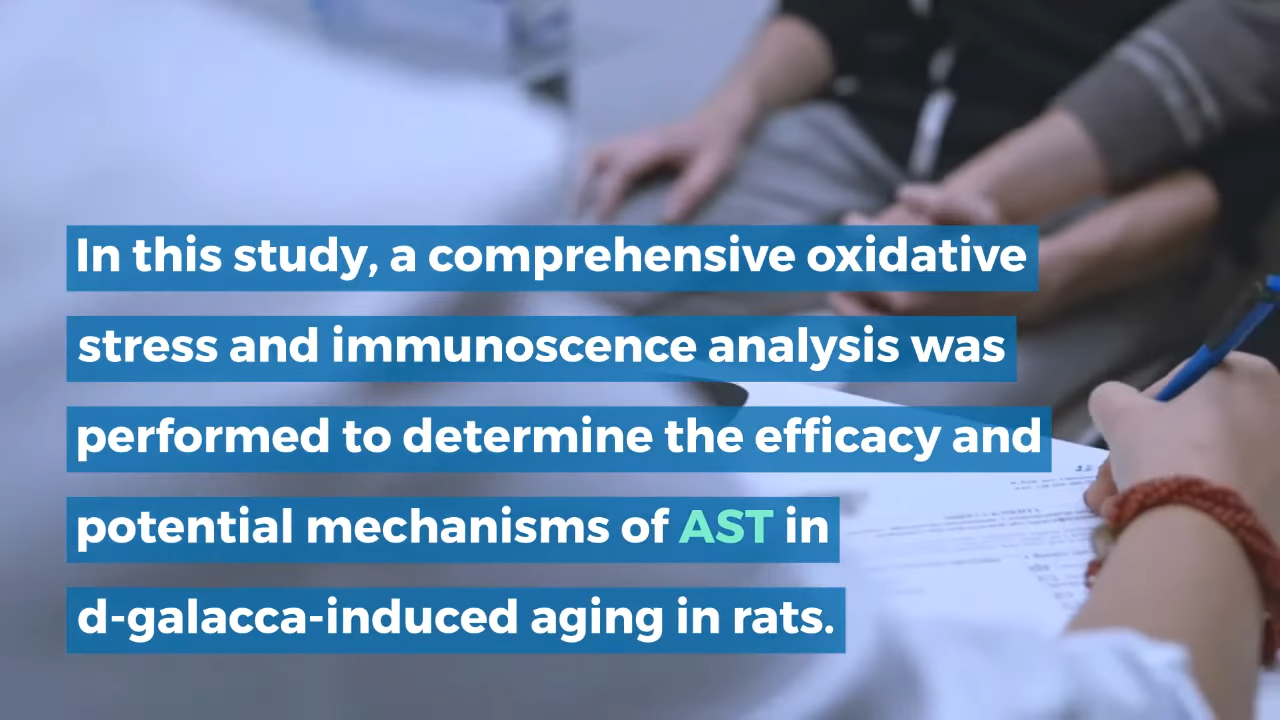 In this study, a comprehensive oxidative
stress and immunoscence analysis was
performed to determine the efficacy and
potential mechanisms of AST in
d-galacca-induced aging in rats.